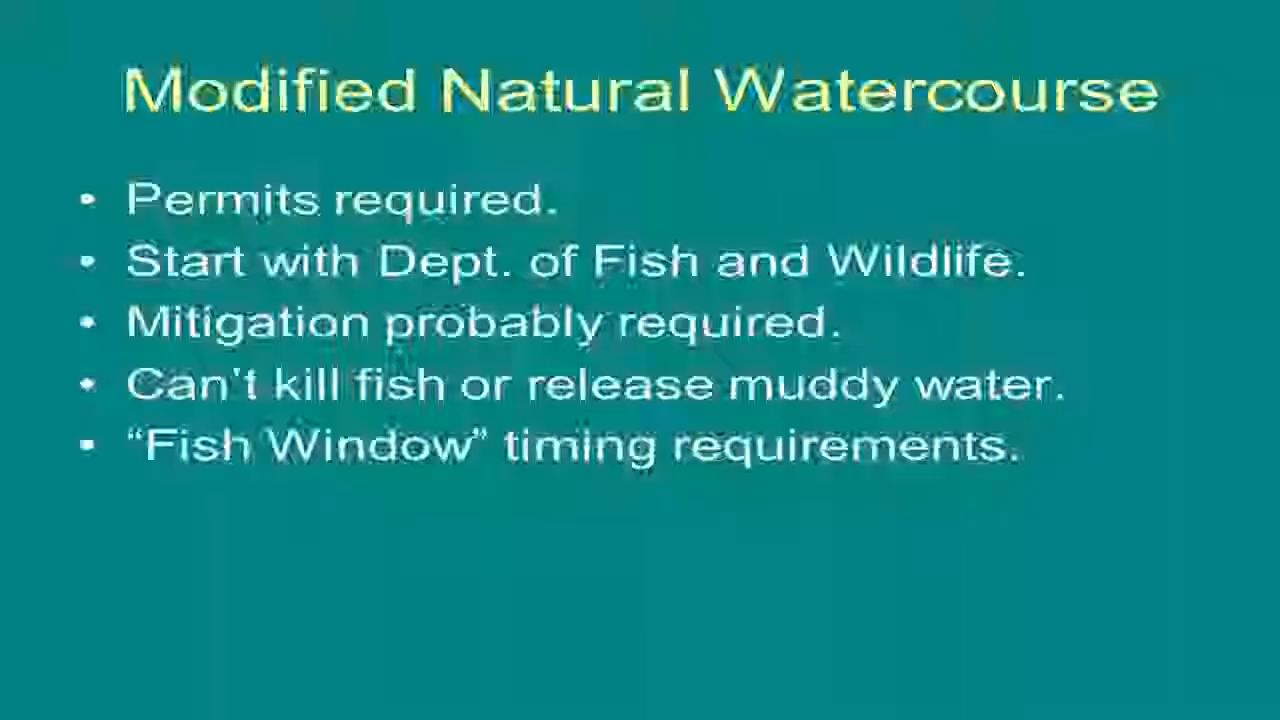 Modified Natural Watercourse
• Permits required.
• Start with Dept. of Fish and Wildlife.
• Mitigation probably required.
• Can't kill fish or release muddy water.
• “Fish Window” timing requirements.